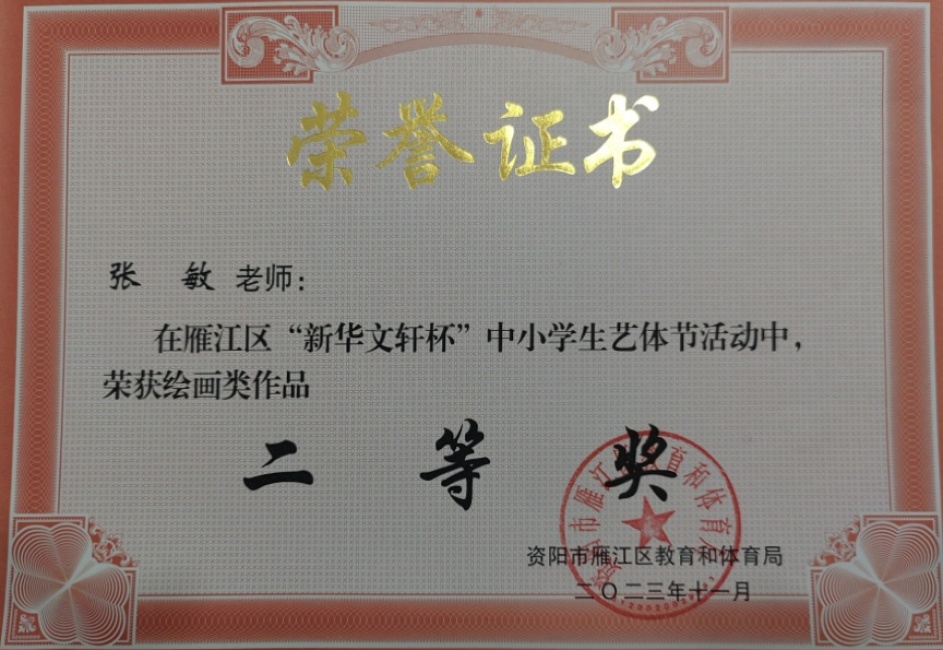 荣誉证书
张 敏 老师：
在雁江区“新华文轩杯”中小学生艺体节活动中，
荣获绘画类作品
二 等 奖
资阳市雁江区教育和体育局
二〇二三年十一月